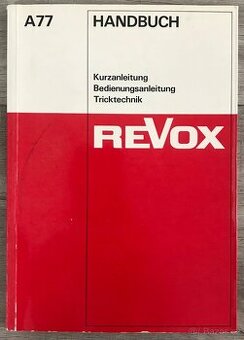 A77 HANDBUCH
Kurzanleitung
Bedienungsanleitung
Tricktechnik
REVOX